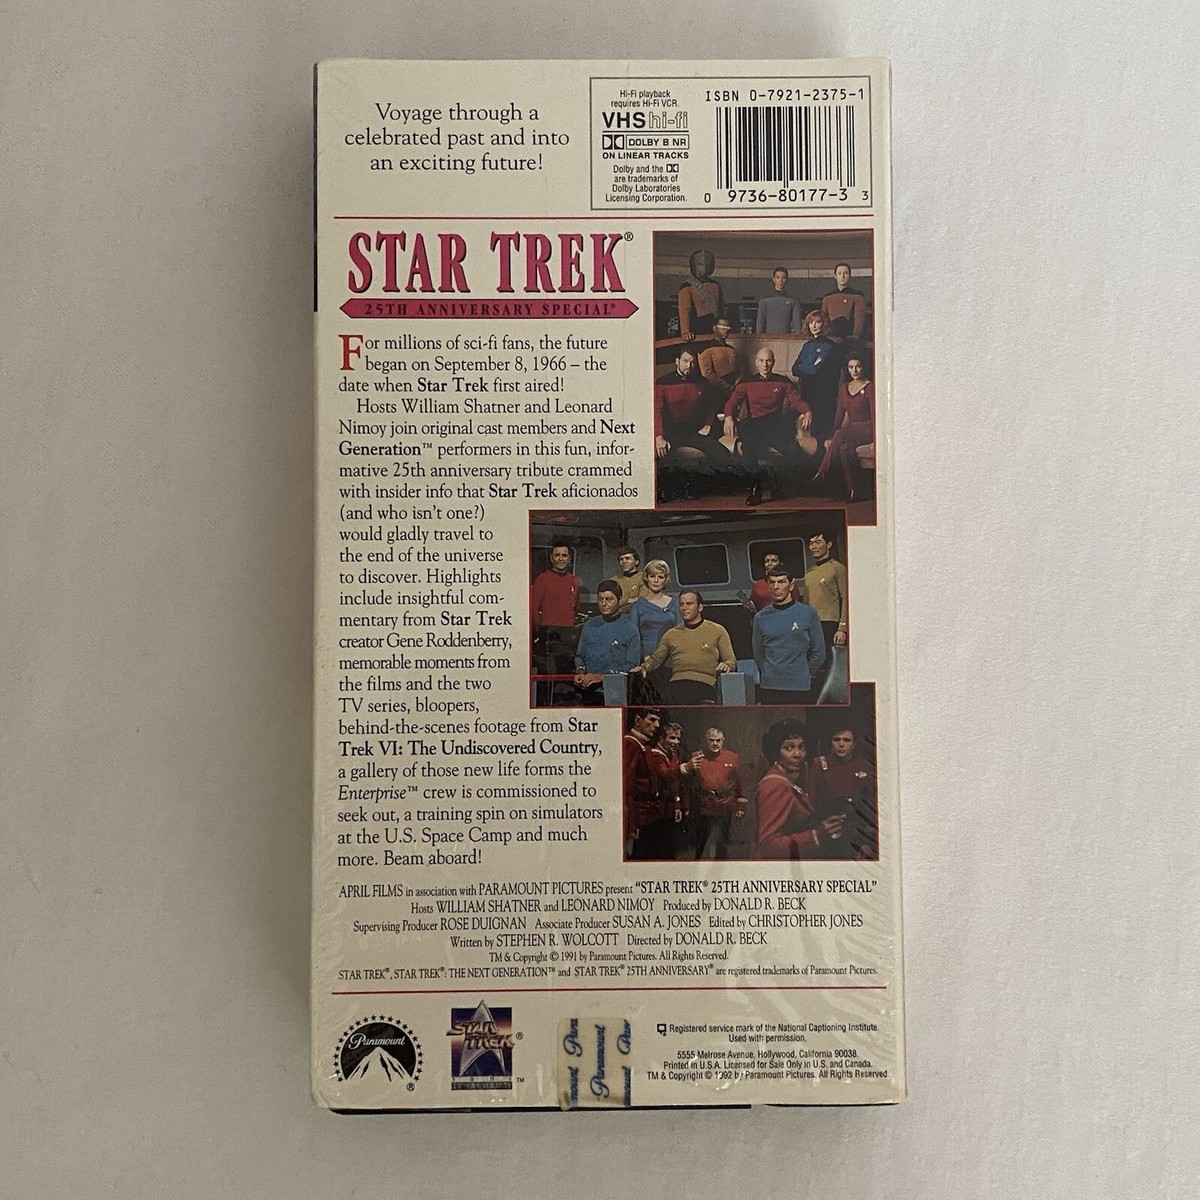 Voyage through a
celebrated past and into
an exciting future!
Hi-Fi playback
requires Hi-Fi VCR.
VHS hi-fi
DOLBY B NR
ON LINEAR TRACKS
Dolby and the
are trademarks of
Dolby Laboratories
Licensing Corporation.
ISBN 0-7921-2375-1
0 9736-80177-3 3
STAR TREK®
25TH ANNIVERSARY SPECIAL®
For millions of sci-fi fans, the future
began on September 8, 1966 – the
date when Star Trek first aired!
Hosts William Shatner and Leonard
Nimoy join original cast members and Next
Generation™ performers in this fun, infor-
mative 25th anniversary tribute crammed
with insider info that Star Trek aficionados
(and who isn't one?)
would gladly travel to
the end of the universe
to discover. Highlights
include insightful com-
mentary from Star Trek
creator Gene Roddenberry,
memorable moments from
the films and the two
TV series, bloopers,
behind-the-scenes footage from Star
Trek VI: The Undiscovered Country,
a gallery of those new life forms the
Enterprise™ crew is commissioned to
seek out, a training spin on simulators
at the U.S. Space Camp and much
more. Beam aboard!
APRIL FILMS in association with PARAMOUNT PICTURES present "STAR TREK® 25TH ANNIVERSARY SPECIAL"
Hosts WILLIAM SHATNER and LEONARD NIMOY Produced by DONALD R. BECK
Supervising Producer ROSE DUIGNAN Associate Producer SUSAN A. JONES Edited by CHRISTOPHER JONES
Written by STEPHEN R. WOLCOTT Directed by DONALD R. BECK
TM & Copyright © 1991 by Paramount Pictures. All Rights Reserved.
STAR TREK®, STAR TREK®: THE NEXT GENERATION™ and STAR TREK® 25TH ANNIVERSARY® are registered trademarks of Paramount Pictures.
Paramount
®
STAR
TREK
®
™
Paramount
Registered service mark of the National Captioning Institute.
Used with permission.
5555 Melrose Avenue, Hollywood, California 90038.
Printed in U.S.A. Licensed for Sale Only in U.S. and Canada.
TM & Copyright © 1992 by Paramount Pictures. All Rights Reserved